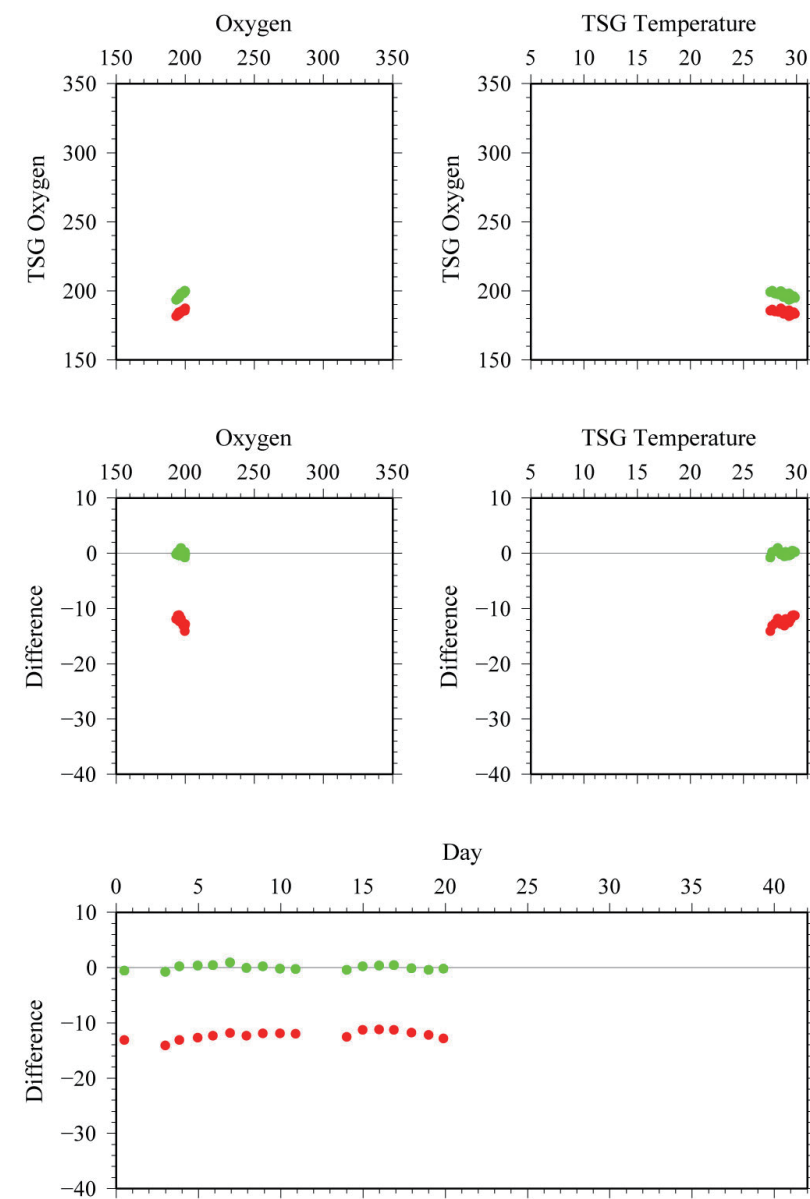 Oxygen TSG Temperature
150 200 250 300 350 5 10 15 20 25 30
350 350
300 300
250 250
200 200
150 150
TSG Oxygen TSG Oxygen
Oxygen TSG Temperature
150 200 250 300 350 5 10 15 20 25 30
10 10
0 0
−10 −10
−20 −20
−30 −30
−40 −40
Difference Difference
Day
0 5 10 15 20 25 30 35 40
10
0
−10
−20
−30
−40
Difference